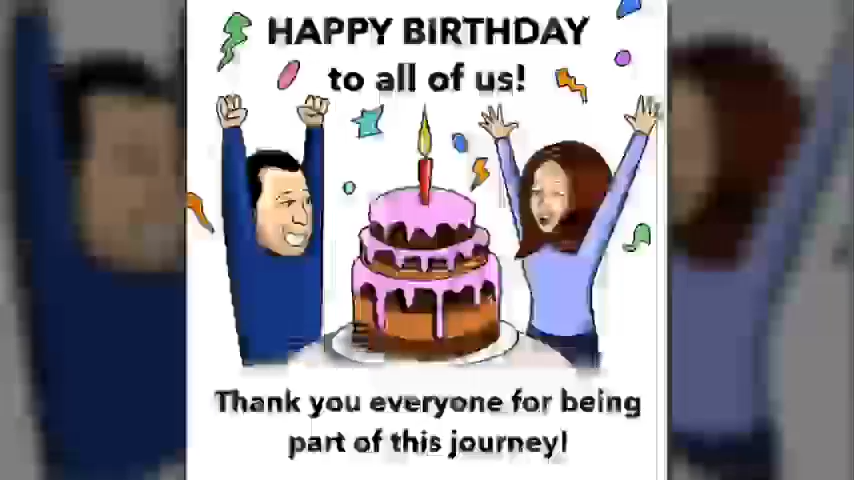 HAPPY BIRTHDAY
to all of us!
Thank you everyone for being
part of this journey!